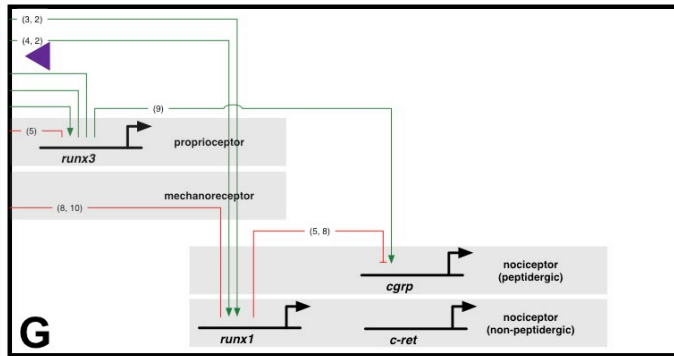 (3, 2)
(4, 2)
(9)
(5)
proprioceptor
runx3
mechanoreceptor
(8, 10)
(5, 8)
nociceptor
(peptidergic)
cgrp
nociceptor
(non-peptidergic)
runx1
c-ret
G